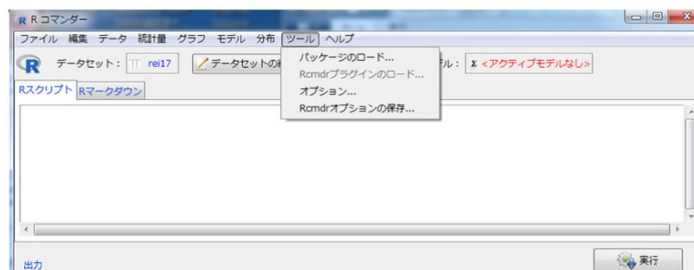 R コマンダー
ファイル 編集 データ 統計量 グラフ モデル 分布 ツール ヘルプ
データセット: rei17 データセットの ル: Σ <アクティブモデルなし>
パッケージのロード...
Rcmdrプラグインのロード...
オプション...
Rcmdrオプションの保存...
Rスクリプト Rマークダウン
出力 実行